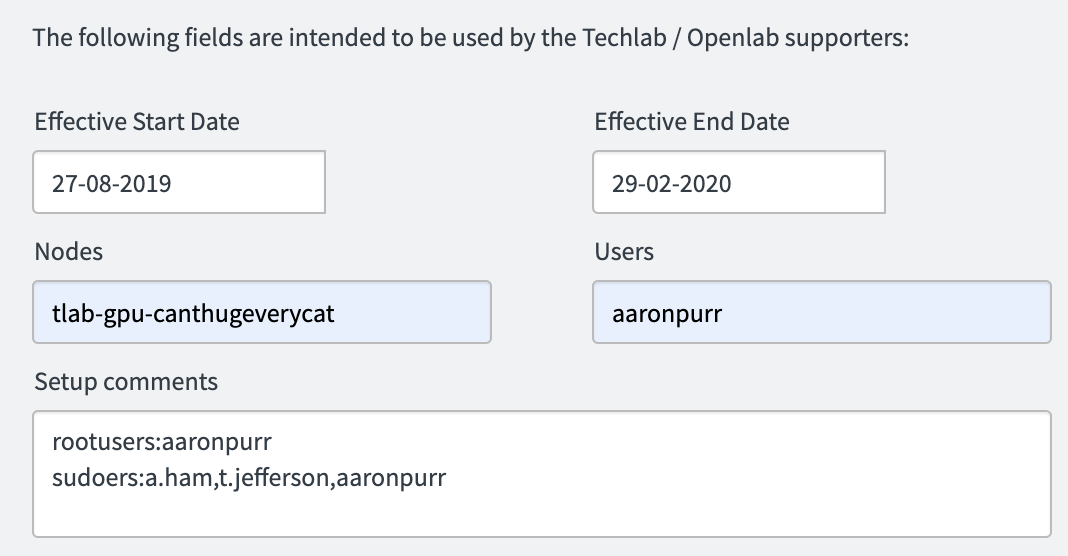 The following fields are intended to be used by the Techlab / Openlab supporters:
Effective Start Date
Effective End Date
27-08-2019
29-02-2020
Nodes
Users
tlab-gpu-canthugeverycat
aaronpurr
Setup comments
rootusers:aaronpurr
sudoers:a.ham,t.jefferson,aaronpurr